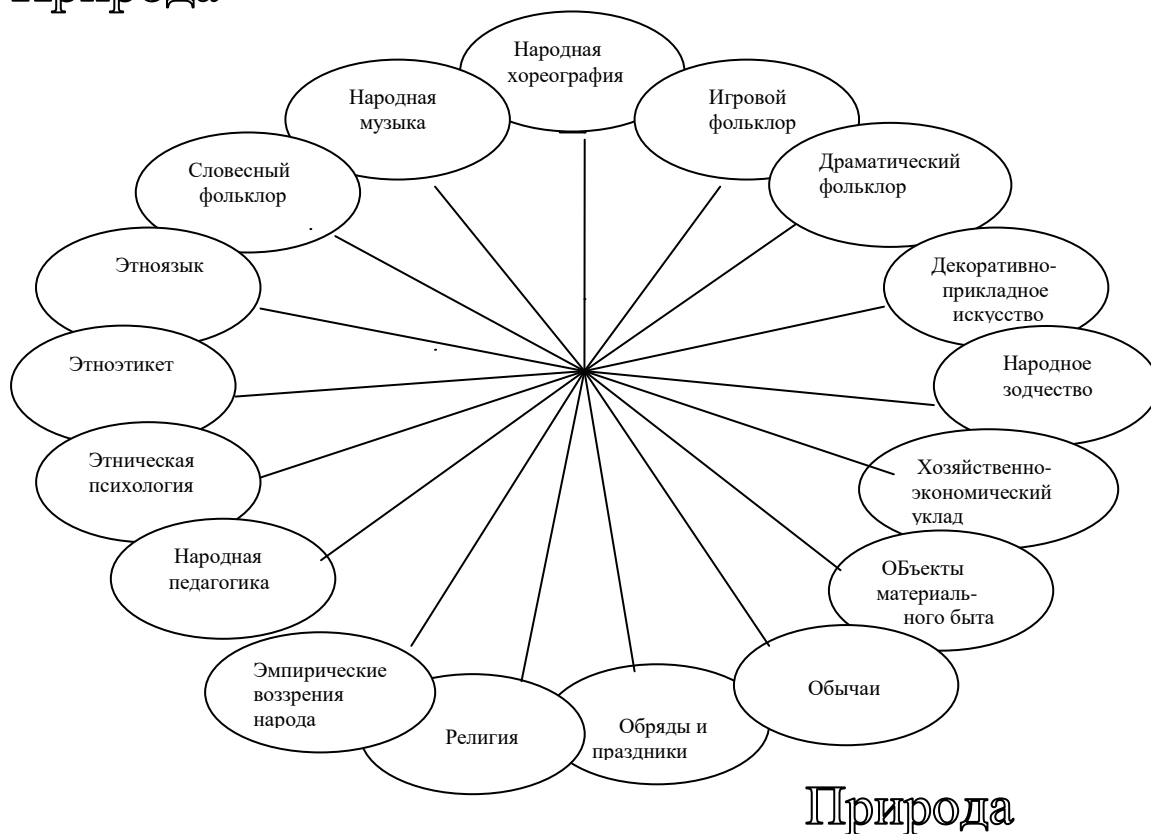 Природа
Народная
хореография
Народная
музыка
Игровой
фольклор
Словесный
фольклор
Драматический
фольклор
Этноязык
Декоративно-
прикладное
искусство
Этноэтикет
Народное
зодчество
Этническая
психология
Хозяйственно-
экономический
уклад
Народная
педагогика
ОБъекты
материаль-
ного быта
Эмпирические
воззрения
народа
Религия
Обряды и
праздники
Обычаи
Природа